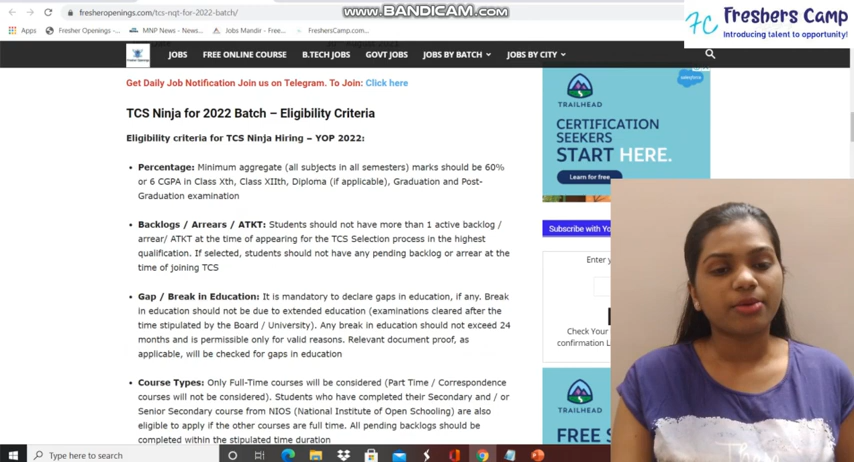 fresheropenings.com/tcs-nqt-for-2022-batch/
WWW.BANDICAM.COM
Freshers Camp
Introducing talent to opportunity!
Apps
Fresher Openings -...
MNP News - News...
Jobs Mandir - Free...
FreshersCamp.com...
JOBS FREE ONLINE COURSE B.TECH JOBS GOVT JOBS JOBS BY BATCH JOBS BY CITY
Get Daily Job Notification Join us on Telegram. To Join: Click here
TCS Ninja for 2022 Batch – Eligibility Criteria
Eligibility criteria for TCS Ninja Hiring – YOP 2022:
Percentage: Minimum aggregate (all subjects in all semesters) marks should be 60%
or 6 CGPA in Class Xth, Class XIIth, Diploma (if applicable), Graduation and Post-
Graduation examination
Backlogs / Arrears / ATKT: Students should not have more than 1 active backlog /
arrear/ ATKT at the time of appearing for the TCS Selection process in the highest
qualification. If selected, students should not have any pending backlog or arrear at the
time of joining TCS
Gap / Break in Education: It is mandatory to declare gaps in education, if any. Break
in education should not be due to extended education (examinations cleared after the
time stipulated by the Board / University). Any break in education should not exceed 24
months and is permissible only for valid reasons. Relevant document proof, as
applicable, will be checked for gaps in education
Course Types: Only Full-Time courses will be considered (Part Time / Correspondence
courses will not be considered). Students who have completed their Secondary and / or
Senior Secondary course from NIOS (National Institute of Open Schooling) are also
eligible to apply if the other courses are full time. All pending backlogs should be
completed within the stipulated time duration
salesforce
TRAILHEAD
CERTIFICATION
SEEKERS
START HERE.
Learn for free
Subscribe with Yo
Enter y
Check Your
confirmation L
TRAILHEAD
FREE S
Type here to search